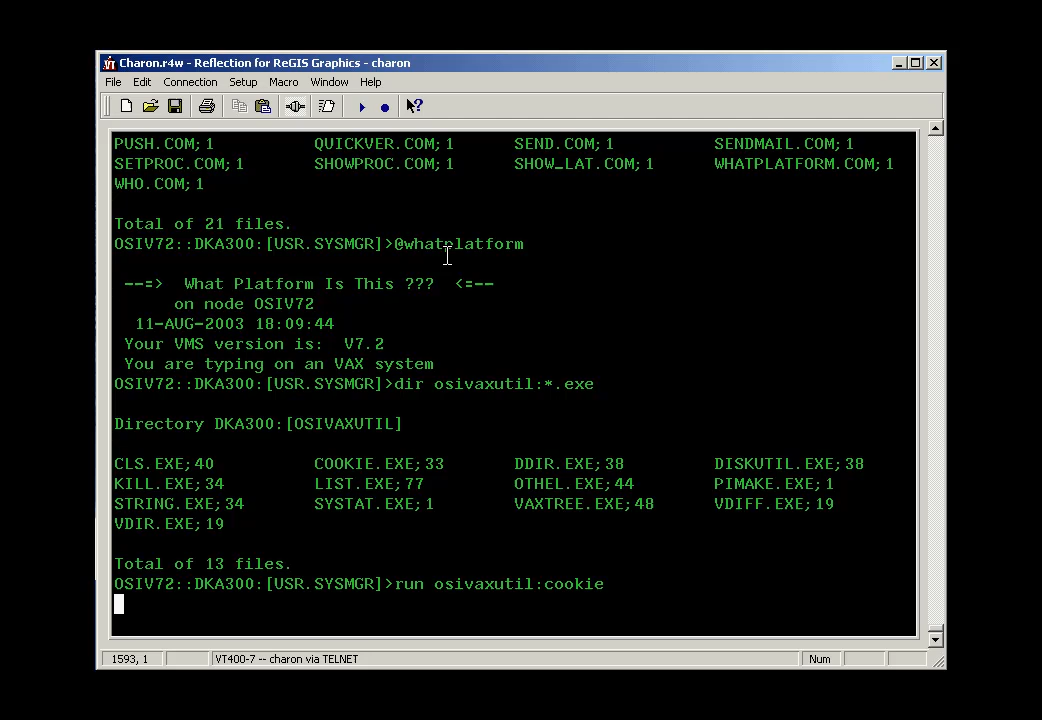 Charon.r4w - Reflection for ReGIS Graphics - charon
File Edit Connection Setup Macro Window Help
PUSH.COM;1 QUICKVER.COM;1 SEND.COM;1 SENDMAIL.COM;1
SETPROC.COM;1 SHOWPROC.COM;1 SHOW_LAT.COM;1 WHATPLATFORM.COM;1
WHO.COM;1
Total of 21 files.
OSIV72::DKA300:[USR.SYSMGR]>@whatplatform
---=> What Platform Is This ??? <=---
on node OSIV72
11-AUG-2003 18:09:44
Your VMS version is: V7.2
You are typing on an VAX system
OSIV72::DKA300:[USR.SYSMGR]>dir osivaxutil:*.exe
Directory DKA300:[OSIVAXUTIL]
CLS.EXE;40 COOKIE.EXE;33 DDIR.EXE;38 DISKUTIL.EXE;38
KILL.EXE;34 LIST.EXE;77 OTHEL.EXE;44 PIMAKE.EXE;1
STRING.EXE;34 SYSTAT.EXE;1 VAXTREE.EXE;48 VDIFF.EXE;19
VDIR.EXE;19
Total of 13 files.
OSIV72::DKA300:[USR.SYSMGR]>run osivaxutil:cookie
1593, 1 VT400-7 -- charon via TELNET Num